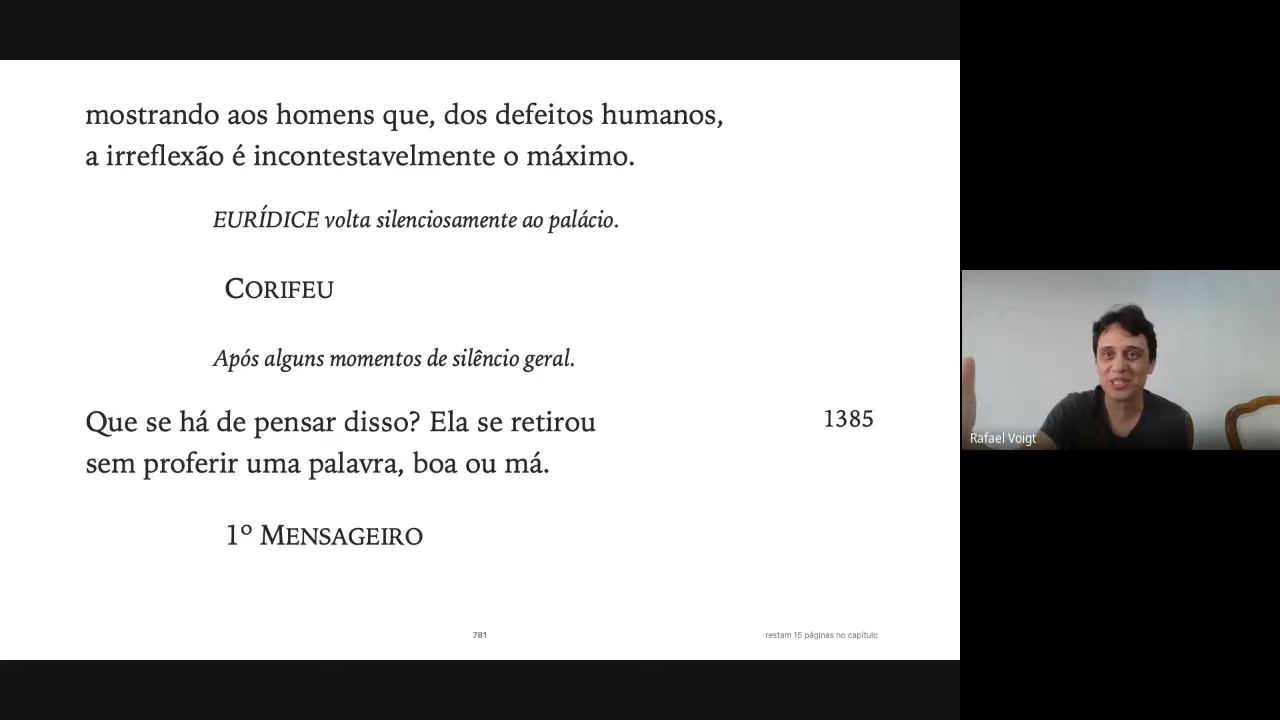 mostrando aos homens que, dos defeitos humanos,
a irreflexão é incontestavelmente o máximo.
EURÍDICE volta silenciosamente ao palácio.
CORIFEU
Após alguns momentos de silêncio geral.
Que se há de pensar disso? Ela se retirou 1385
sem proferir uma palavra, boa ou má.
1º MENSAGEIRO
781 restam 15 páginas no capítulo
Rafael Voigt